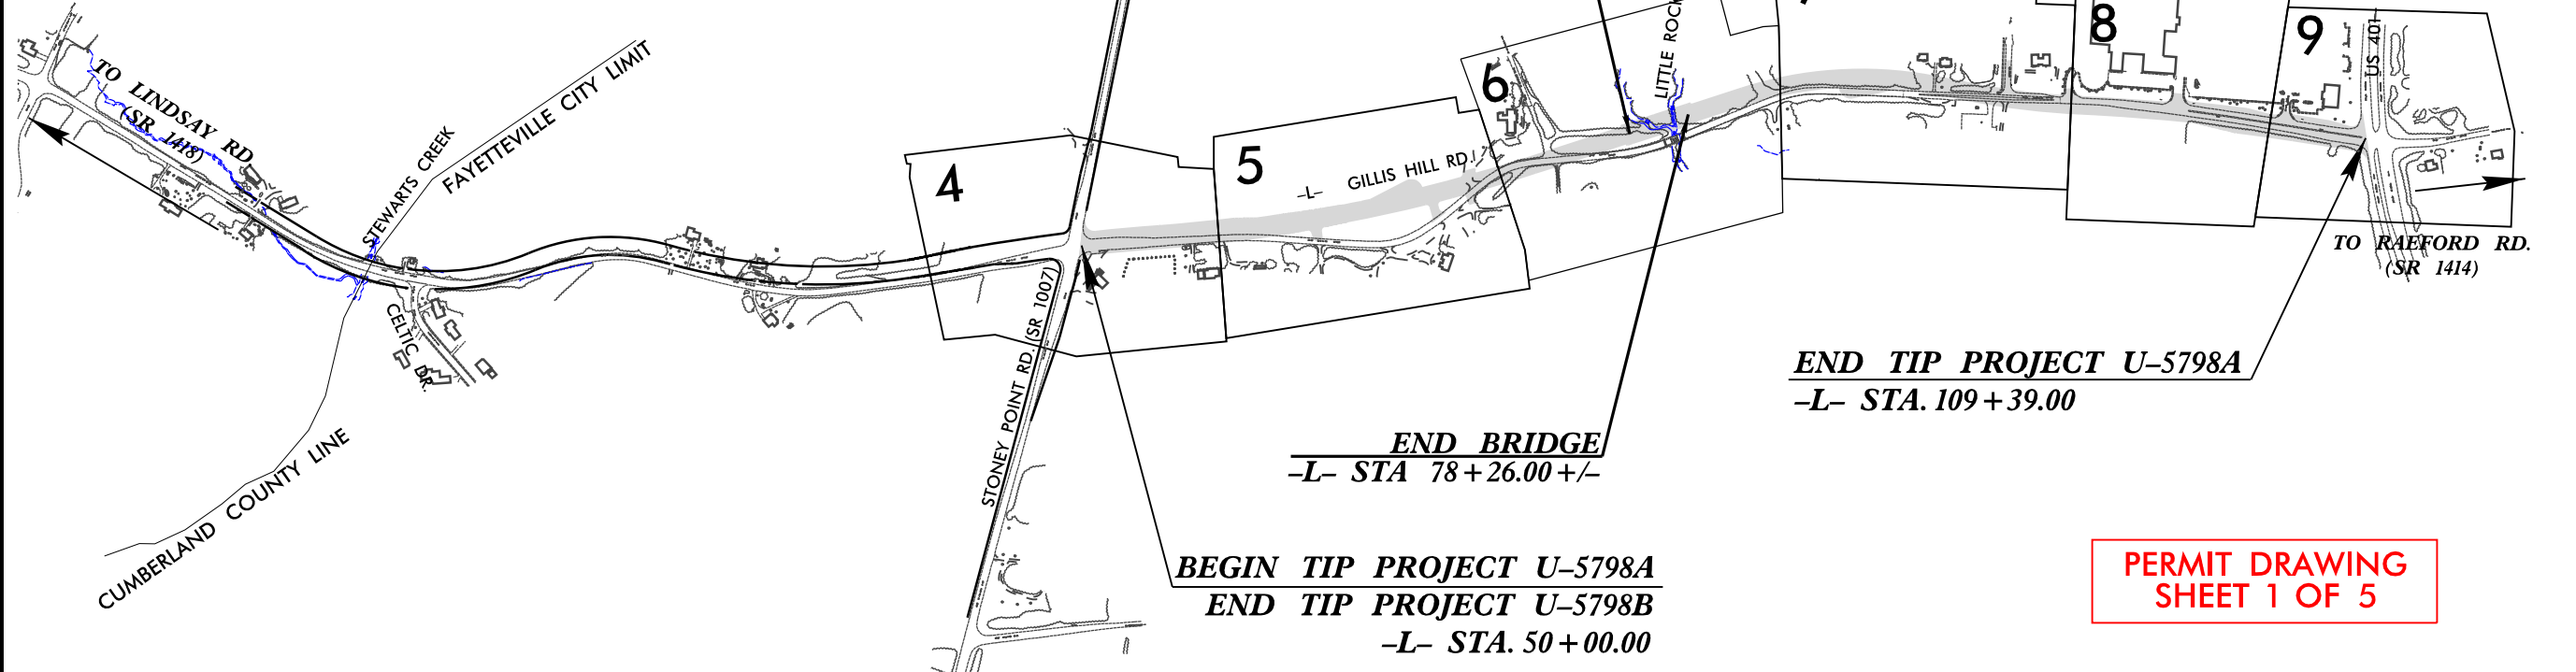 TO LINDSAY RD.
(SR 1418)
STEWARTS CREEK
FAYETTEVILLE CITY LIMIT
CELTIC DR.
CUMBERLAND COUNTY LINE
4
5
6
8
9
–L– GILLIS HILL RD.
LITTLE ROCK
US 401
STONEY POINT RD. (SR 1007)
TO RAEFORD RD.
(SR 1414)
END TIP PROJECT U–5798A
–L– STA. 109+39.00
END BRIDGE
–L– STA 78+26.00 +/–
BEGIN TIP PROJECT U–5798A
END TIP PROJECT U–5798B
–L– STA. 50+00.00
PERMIT DRAWING
SHEET 1 OF 5